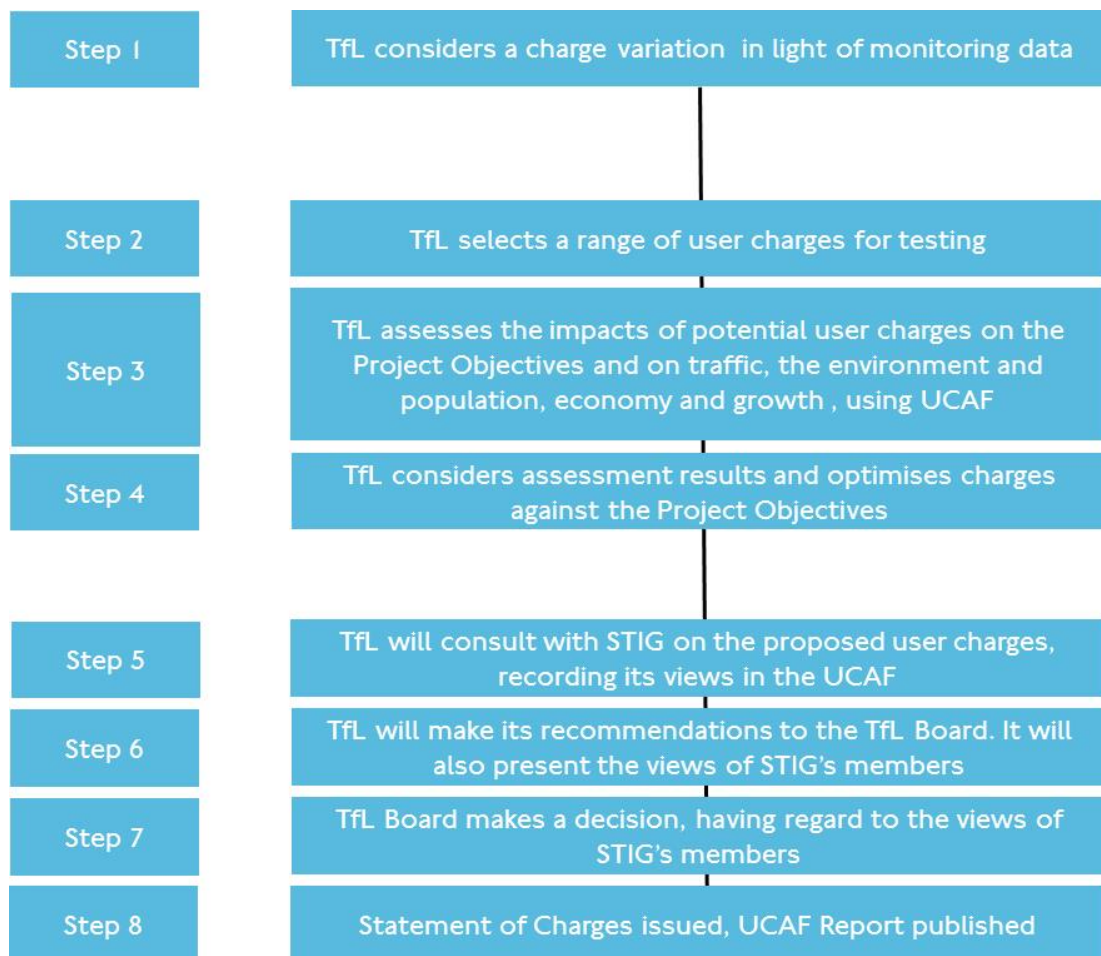 Step 1
TfL considers a charge variation in light of monitoring data
Step 2
TfL selects a range of user charges for testing
Step 3
TfL assesses the impacts of potential user charges on the
Project Objectives and on traffic, the environment and
population, economy and growth , using UCAF
Step 4
TfL considers assessment results and optimises charges
against the Project Objectives
Step 5
TfL will consult with STIG on the proposed user charges,
recording its views in the UCAF
Step 6
TfL will make its recommendations to the TfL Board. It will
also present the views of STIG’s members
Step 7
TfL Board makes a decision, having regard to the views of
STIG’s members
Step 8
Statement of Charges issued, UCAF Report published